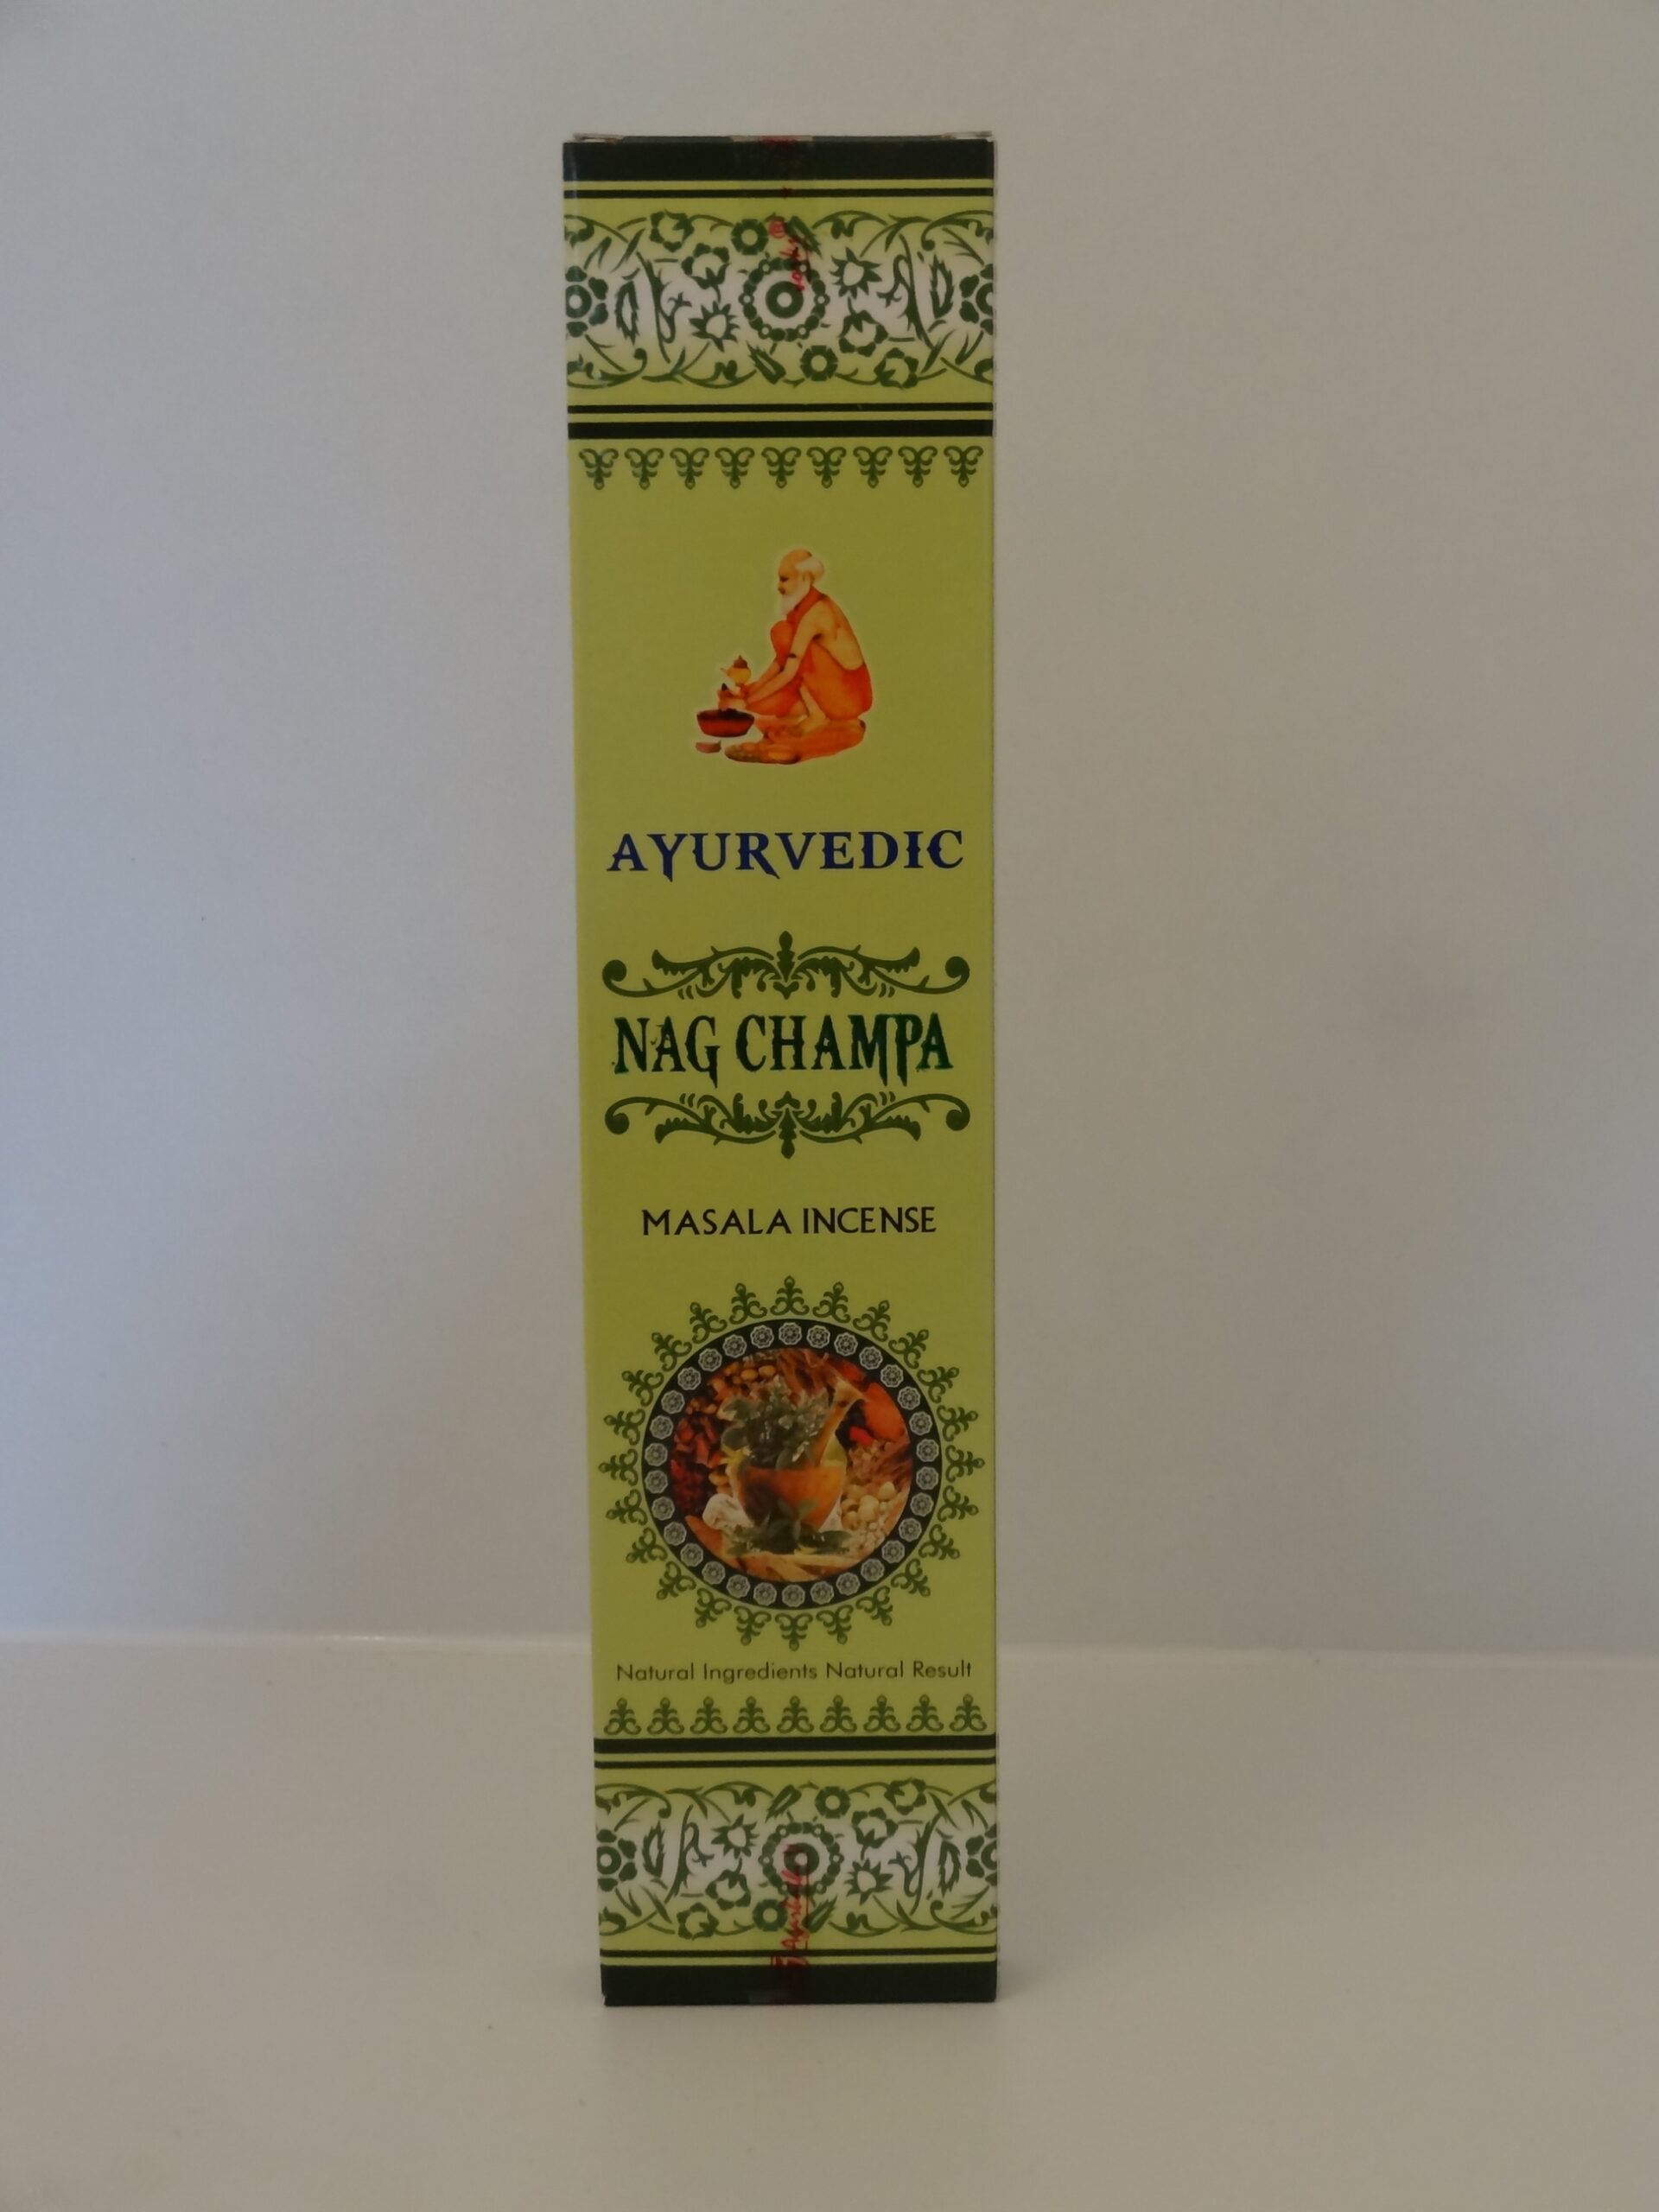 AYURVEDIC
NAG CHAMPA
MASALA INCENSE
Natural Ingredients Natural Result